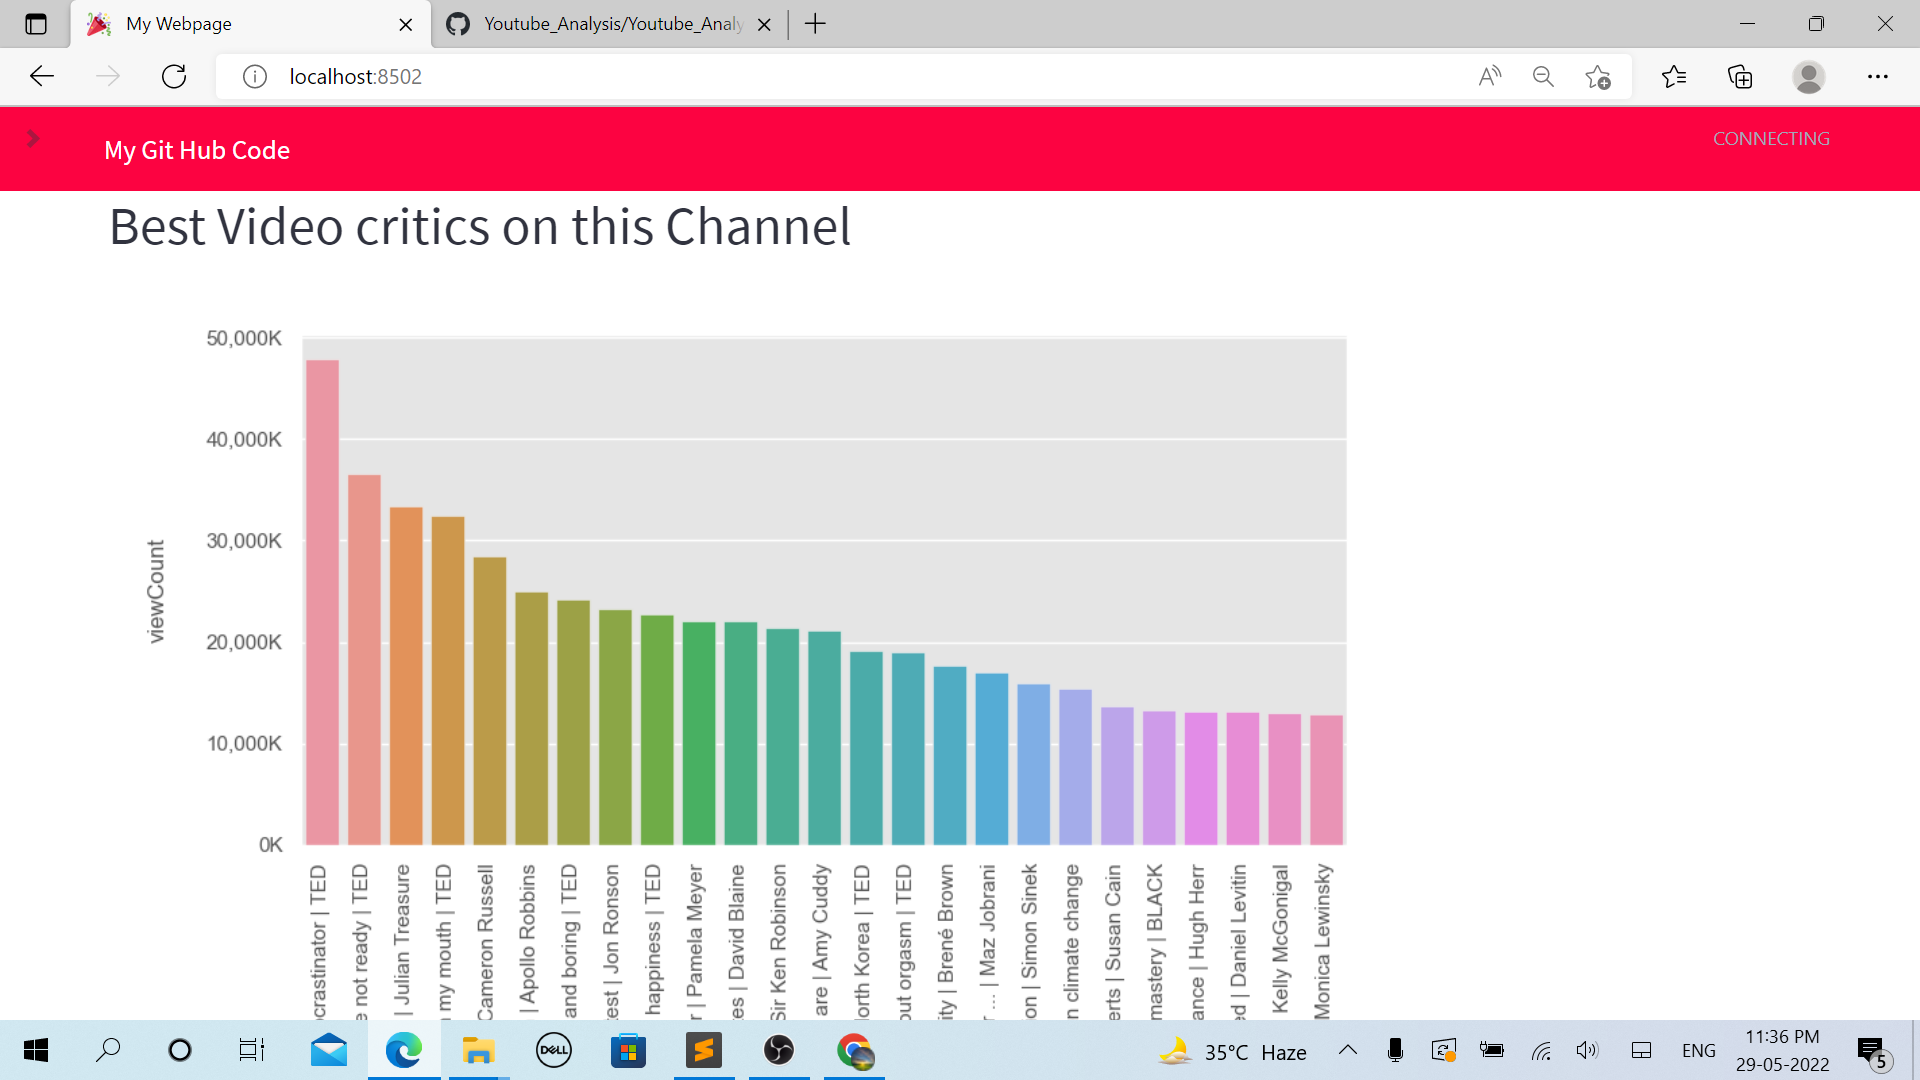 My Webpage
Youtube_Analysis/Youtube_Analy
localhost:8502
My Git Hub Code
CONNECTING
Best Video critics on this Channel
50,000K
40,000K
30,000K
20,000K
10,000K
0K
viewCount
crastinator | TED
e not ready | TED
| Julian Treasure
my mouth | TED
Cameron Russell
| Apollo Robbins
and boring | TED
est | Jon Ronson
happiness | TED
r | Pamela Meyer
es | David Blaine
Sir Ken Robinson
are | Amy Cuddy
orth Korea | TED
out orgasm | TED
ity | Brené Brown
r ... | Maz Jobrani
on | Simon Sinek
n climate change
erts | Susan Cain
mastery | BLACK
ance | Hugh Herr
ed | Daniel Levitin
Kelly McGonigal
Monica Lewinsky
DELL
35°C Haze
ENG
11:36 PM
29-05-2022
5